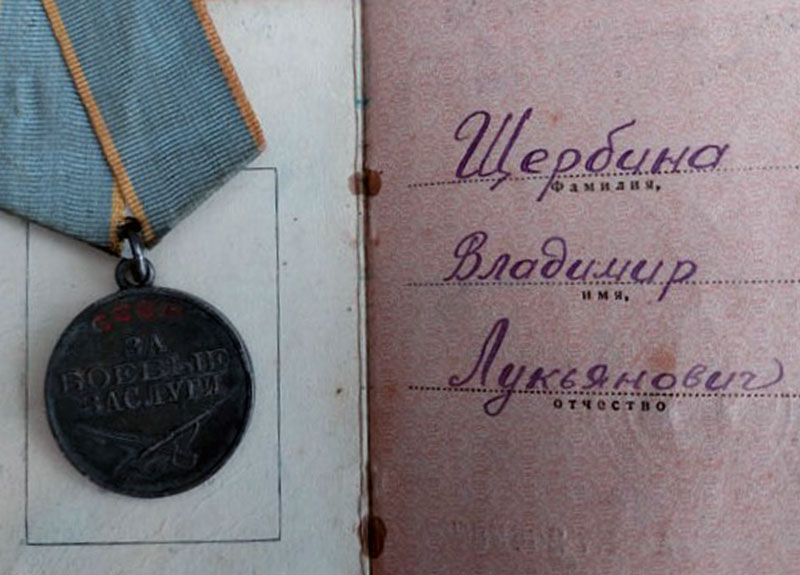 СССР
ЗА
БОЕВЫЕ
ЗАСЛУГИ
Щербина
Фамилия,
Владимир
имя,
Лукьянович
отчество